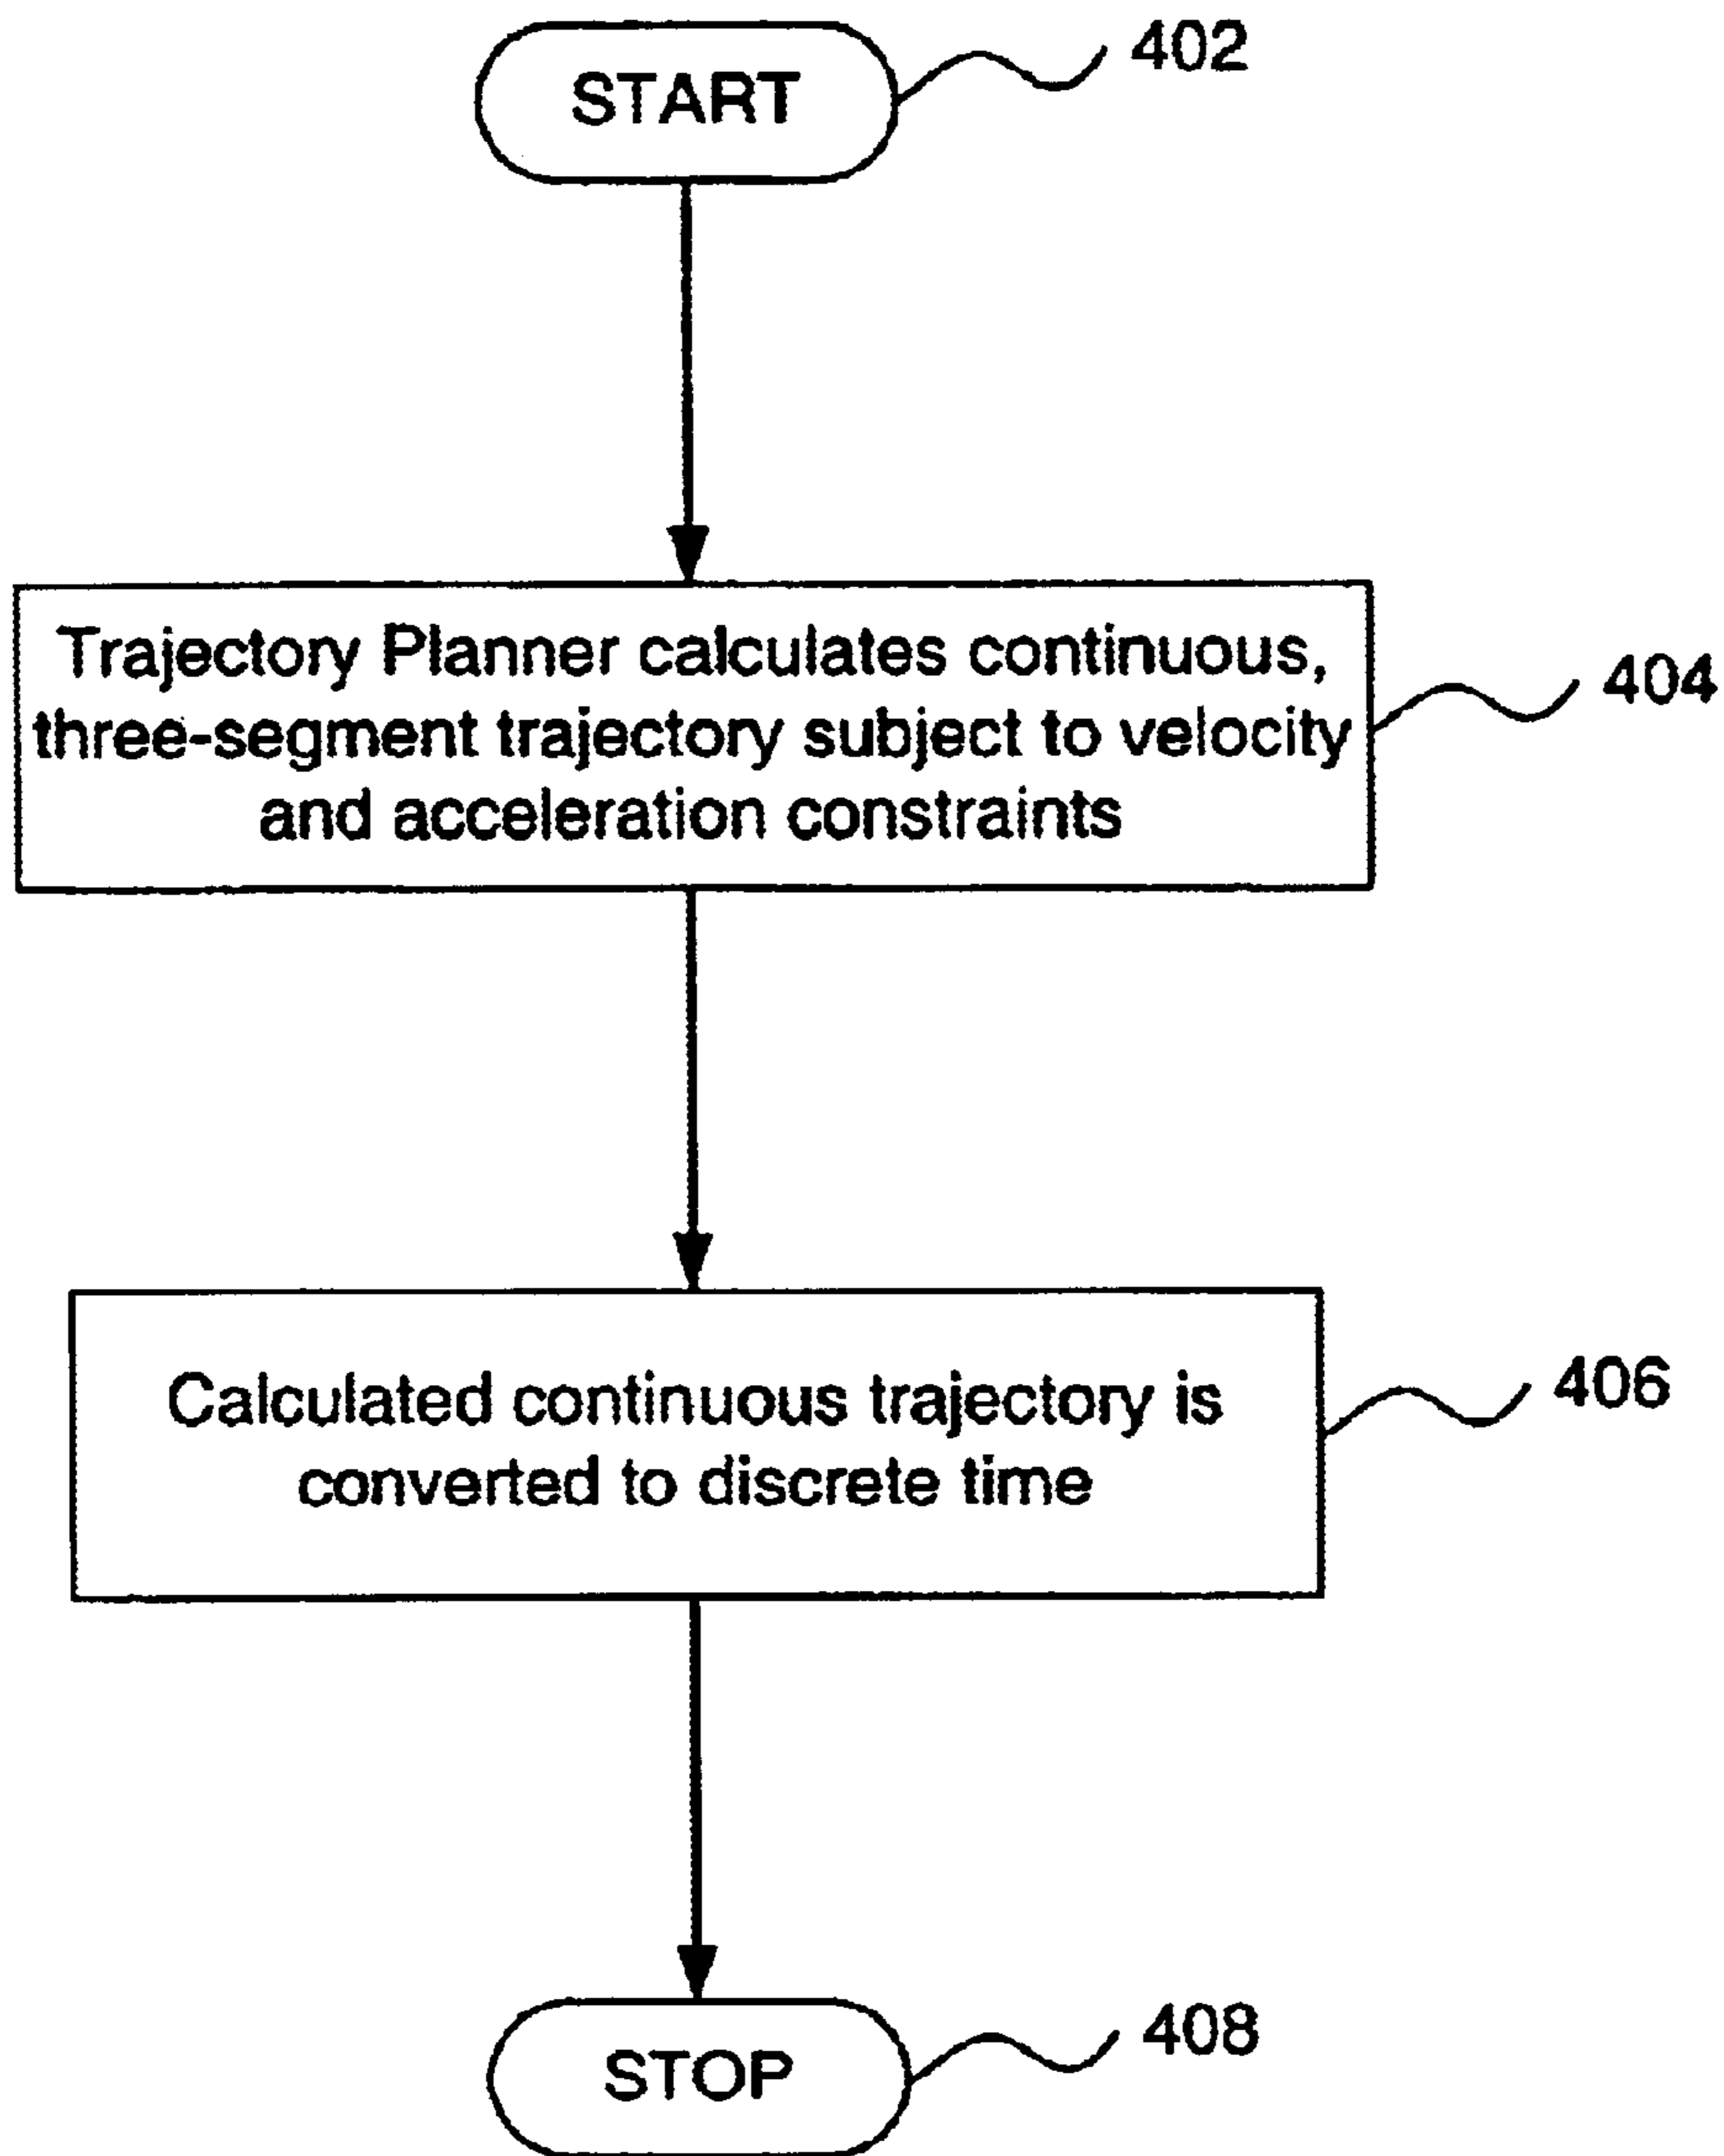 START
402
Trajectory Planner calculates continuous,
three-segment trajectory subject to velocity
and acceleration constraints
404
Calculated continuous trajectory is
converted to discrete time
406
STOP
408